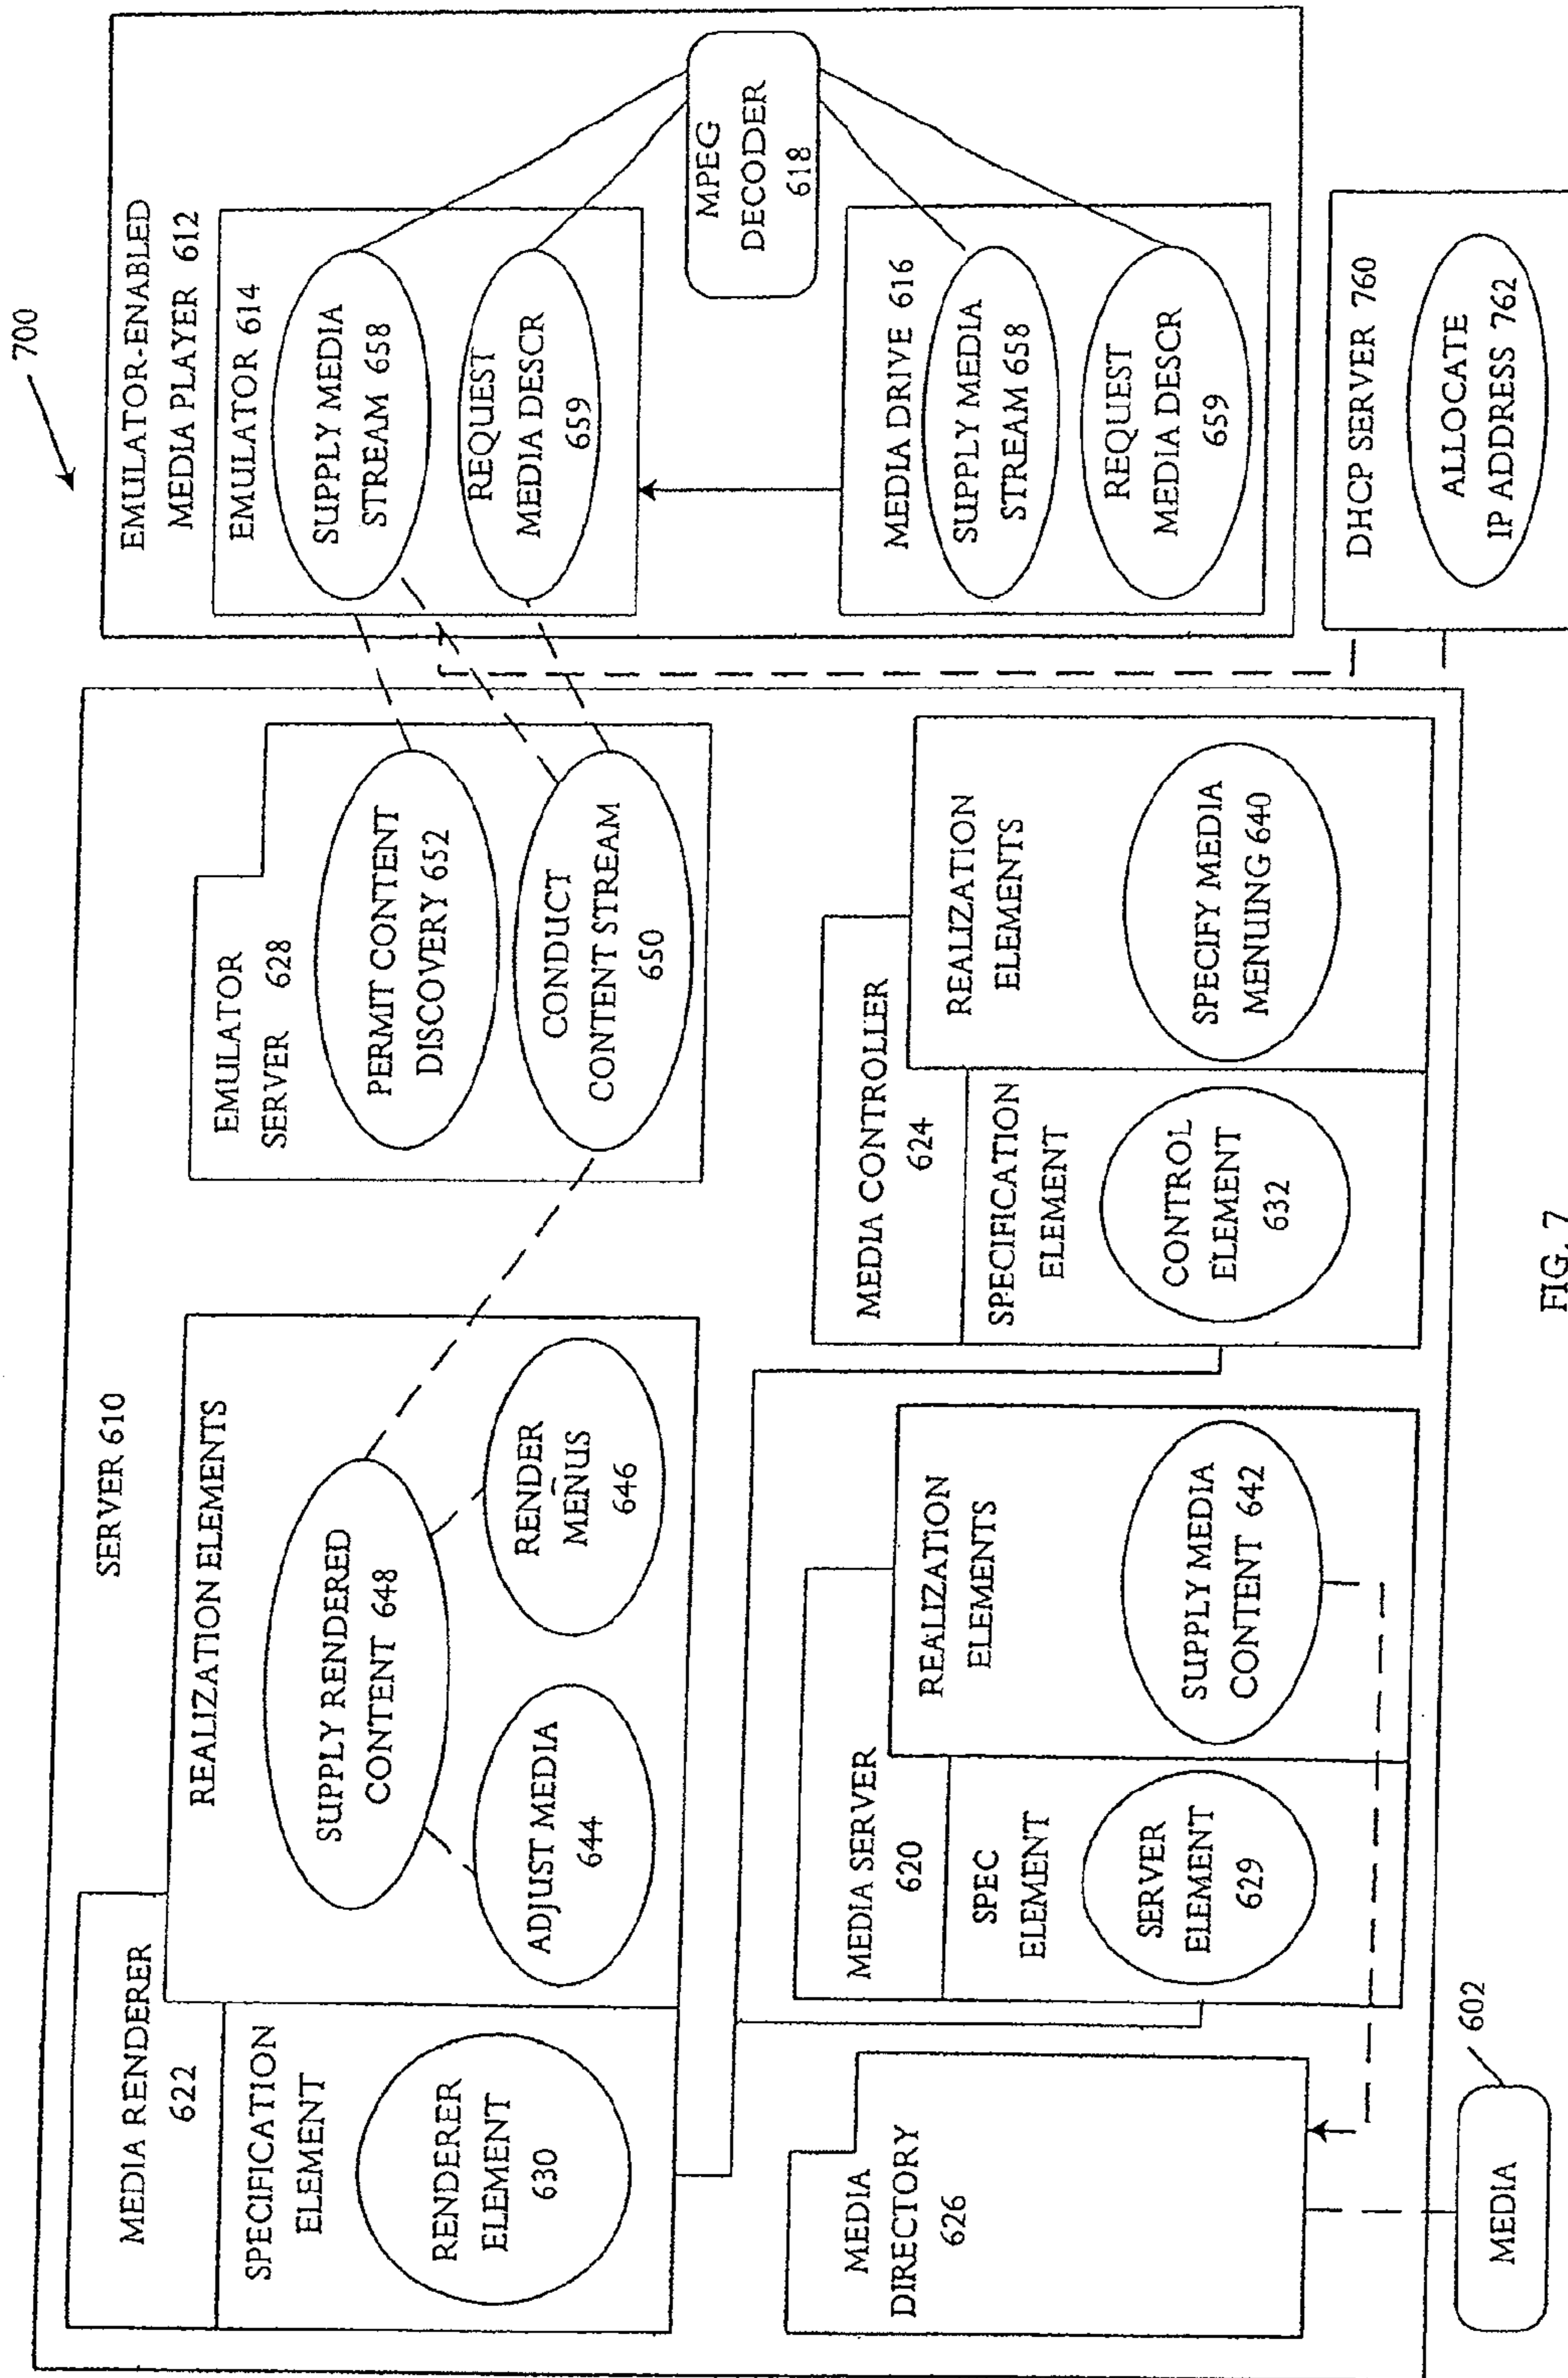 700
SERVER 610
MEDIA RENDERER
622
SPECIFICATION
ELEMENT
RENDERER
ELEMENT
630
REALIZATION ELEMENTS
SUPPLY RENDERED
CONTENT 648
ADJUST MEDIA
644
RENDER
MENUS
646
EMULATOR
SERVER 628
PERMIT CONTENT
DISCOVERY 652
CONDUCT
CONTENT STREAM
650
EMULATOR-ENABLED
MEDIA PLAYER 612
EMULATOR 614
SUPPLY MEDIA
STREAM 658
REQUEST
MEDIA DESCR
659
MPEG
DECODER
618
MEDIA DRIVE 616
SUPPLY MEDIA
STREAM 658
REQUEST
MEDIA DESCR
659
MEDIA
DIRECTORY
626
MEDIA SERVER
620
SPEC
ELEMENT
SERVER
ELEMENT
629
REALIZATION
ELEMENTS
SUPPLY MEDIA
CONTENT 642
MEDIA CONTROLLER
624
SPECIFICATION
ELEMENT
CONTROL
ELEMENT
632
REALIZATION
ELEMENTS
SPECIFY MEDIA
MENUING 640
DHCP SERVER 760
ALLOCATE
IP ADDRESS 762
MEDIA
602
FIG. 7